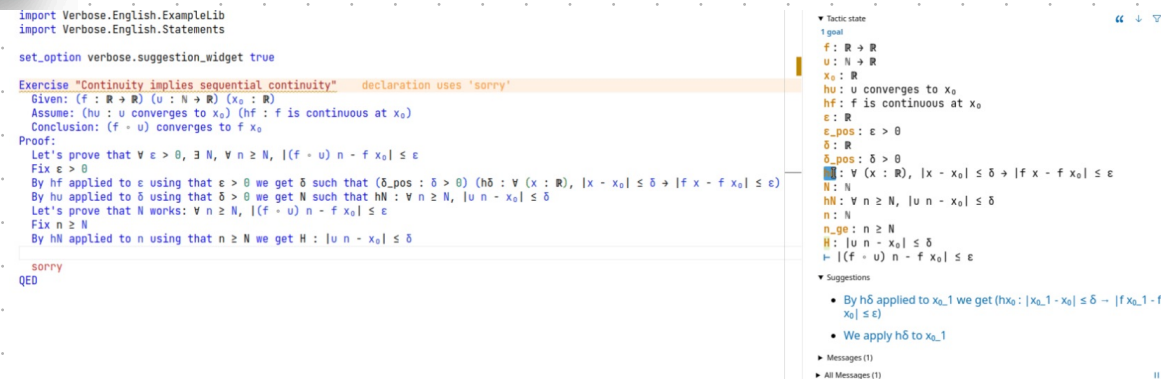 import Verbose.English.ExampleLib
import Verbose.English.Statements
set_option verbose.suggestion_widget true
Exercise "Continuity implies sequential continuity" declaration uses 'sorry'
Given: (f : ℝ → ℝ) (u : ℕ → ℝ) (x₀ : ℝ)
Assume: (hu : u converges to x₀) (hf : f is continuous at x₀)
Conclusion: (f ∘ u) converges to f x₀
Proof:
Let's prove that ∀ ε > 0, ∃ N, ∀ n ≥ N, |(f ∘ u) n - f x₀| ≤ ε
Fix ε > 0
By hf applied to ε using that ε > 0 we get δ such that (δ_pos : δ > 0) (hδ : ∀ (x : ℝ), |x - x₀| ≤ δ → |f x - f x₀| ≤ ε)
By hu applied to δ using that δ > 0 we get N such that hN : ∀ n ≥ N, |u n - x₀| ≤ δ
Let's prove that N works: ∀ n ≥ N, |(f ∘ u) n - f x₀| ≤ ε
Fix n ≥ N
By hN applied to n using that n ≥ N we get H : |u n - x₀| ≤ δ
sorry
QED
Tactic state
1 goal
f : ℝ → ℝ
u : ℕ → ℝ
x₀ : ℝ
hu : u converges to x₀
hf : f is continuous at x₀
ε : ℝ
ε_pos : ε > 0
δ : ℝ
δ_pos : δ > 0
: ∀ (x : ℝ), |x - x₀| ≤ δ → |f x - f x₀| ≤ ε
N : ℕ
hN : ∀ n ≥ N, |u n - x₀| ≤ δ
n : ℕ
n_ge : n ≥ N
H : |u n - x₀| ≤ δ
⊢ |(f ∘ u) n - f x₀| ≤ ε
Suggestions
• By hδ applied to x₀_1 we get (hx₀ : |x₀_1 - x₀| ≤ δ → |f x₀_1 - f
x₀| ≤ ε)
• We apply hδ to x₀_1
Messages (1)
All Messages (1)